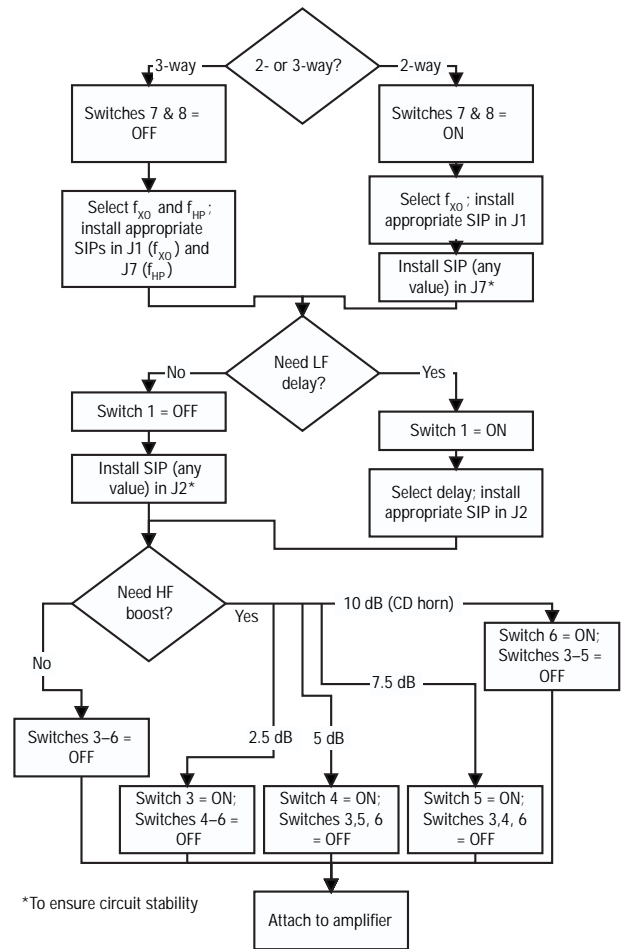 2- or 3-way?
3-way
2-way
Switches 7 & 8 =
OFF
Switches 7 & 8 =
ON
Select fXO and fHP;
install appropriate
SIPs in J1 (fXO) and
J7 (fHP)
Select fXO; install
appropriate SIP in J1
Install SIP (any
value) in J7*
Need LF
delay?
No
Yes
Switch 1 = OFF
Switch 1 = ON
Install SIP (any
value) in J2*
Select delay; install
appropriate SIP in J2
Need HF
boost?
No
Yes
10 dB (CD horn)
7.5 dB
2.5 dB
5 dB
Switch 6 = ON;
Switches 3–5 =
OFF
Switches 3–6 =
OFF
Switch 3 = ON;
Switches 4–6 =
OFF
Switch 4 = ON;
Switches 3,5, 6
= OFF
Switch 5 = ON;
Switches 3,4, 6
= OFF
*To ensure circuit stability
Attach to amplifier